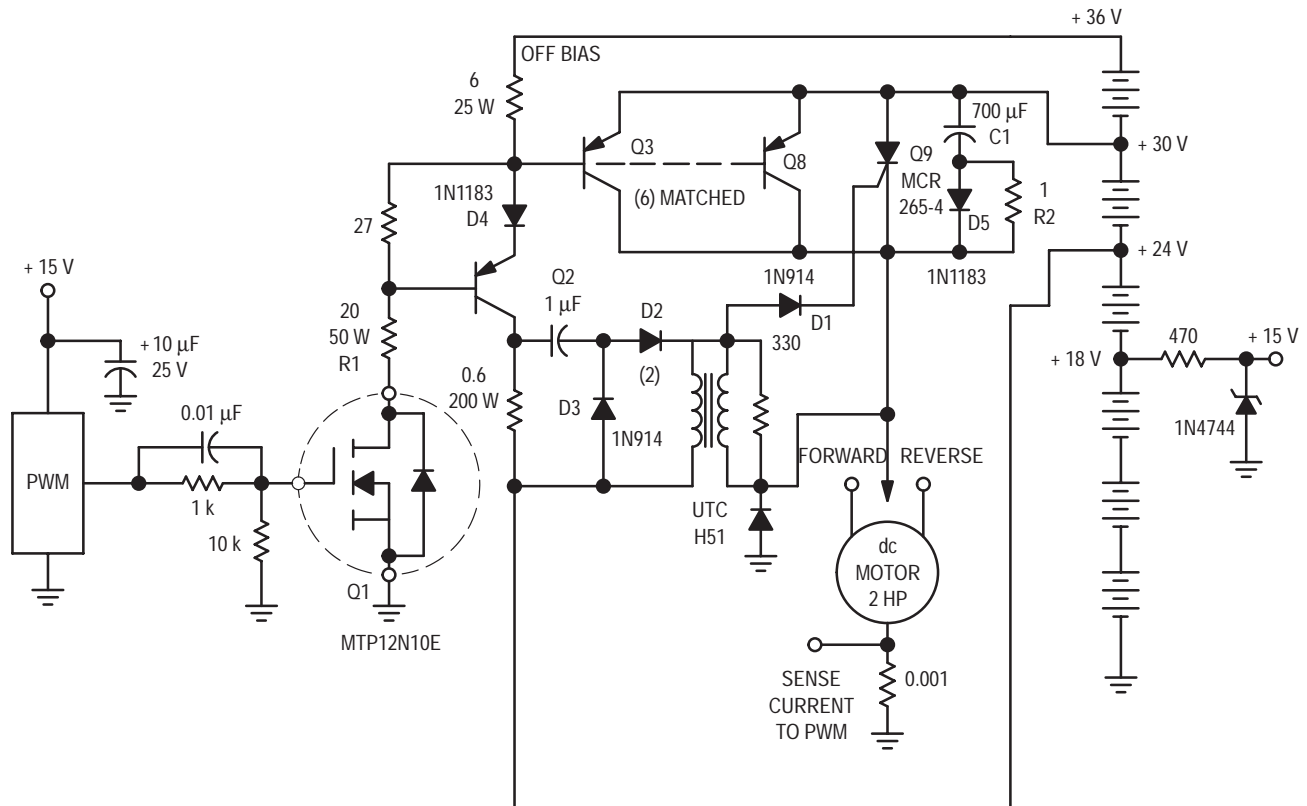 + 36 V
OFF BIAS
6
25 W
700 µF
C1
Q3
Q8
Q9
MCR
265-4
+ 30 V
1N1183
D4
(6) MATCHED
1
R2
D5
27
+ 24 V
+ 15 V
Q2
1 µF
1N914
D1
1N1183
20
50 W
R1
D2
(2)
330
+ 18 V
470
+ 15 V
+ 10 µF
25 V
0.6
200 W
D3
1N914
1N4744
0.01 µF
FORWARD
REVERSE
PWM
1 k
10 k
UTC
H51
dc
MOTOR
2 HP
Q1
MTP12N10E
SENSE
CURRENT
TO PWM
0.001